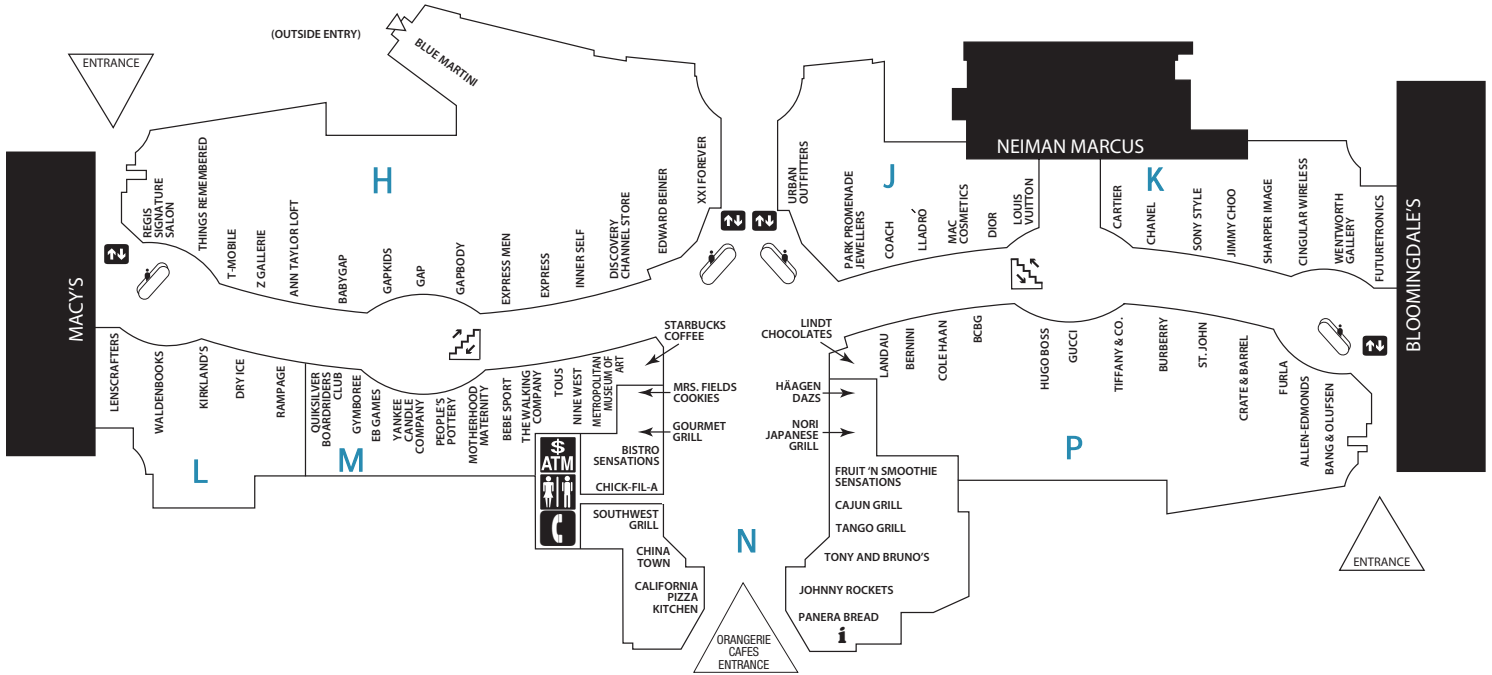 (OUTSIDE ENTRY)
BLUE MARTINI
ENTRANCE
NEIMAN MARCUS
MACY'S
BLOOMINGDALE'S
H
J
K
REGIS
SIGNATURE
SALON
THINGS REMEMBERED
T-MOBILE
Z GALLERIE
ANN TAYLOR LOFT
BABYGAP
GAPKIDS
GAP
GAPBODY
EXPRESS MEN
EXPRESS
INNER SELF
DISCOVERY
CHANNEL STORE
EDWARD BEINER
XXI FOREVER
URBAN
OUTFITTERS
PARK PROMENADE
JEWELLERS
COACH
LLADRÒ
MAC
COSMETICS
DIOR
LOUIS
VUITTON
CARTIER
CHANEL
SONY STYLE
JIMMY CHOO
SHARPER IMAGE
CINGULAR WIRELESS
WENTWORTH
GALLERY
FUTURETRONICS
LENSCRAFTERS
WALDENBOOKS
KIRKLAND'S
DRY ICE
RAMPAGE
QUIKSILVER
BOARDRIDERS
CLUB
GYMBOREE
EB GAMES
YANKEE
CANDLE
COMPANY
PEOPLE'S
POTTERY
MOTHERHOOD
MATERNITY
BEBE SPORT
THE WALKING
COMPANY
TOUS
NINE WEST
METROPOLITAN
MUSEUM OF
ART
STARBUCKS
COFFEE
MRS. FIELDS
COOKIES
GOURMET
GRILL
BISTRO
SENSATIONS
CHICK-FIL-A
SOUTHWEST
GRILL
CHINA
TOWN
CALIFORNIA
PIZZA
KITCHEN
$
ATM
L
M
N
P
LINDT
CHOCOLATES
HÄAGEN
DAZS
NORI
JAPANESE
GRILL
FRUIT 'N SMOOTHIE
SENSATIONS
CAJUN GRILL
TANGO GRILL
TONY AND BRUNO'S
JOHNNY ROCKETS
PANERA BREAD
i
ORANGERIE
CAFES
ENTRANCE
LANDAU
BERNINI
COLE HAAN
BCBG
HUGO BOSS
GUCCI
TIFFANY & CO.
BURBERRY
ST. JOHN
CRATE & BARREL
FURLA
ALLEN-EDMONDS
BANG & OLUFSEN
ENTRANCE